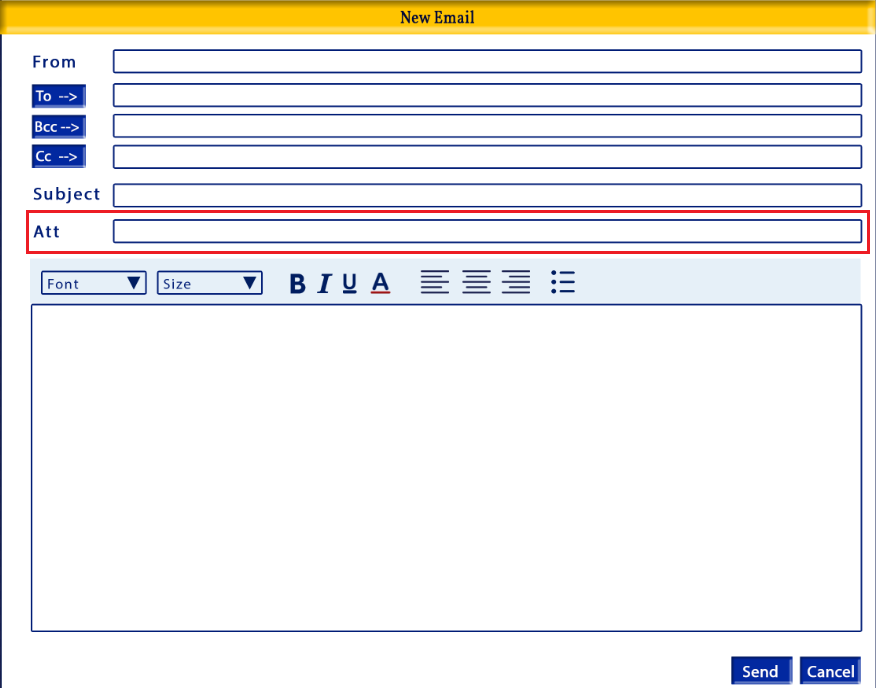 New Email
From
To -->
Bcc -->
Cc -->
Subject
Att
Font Size B I U A
Send Cancel